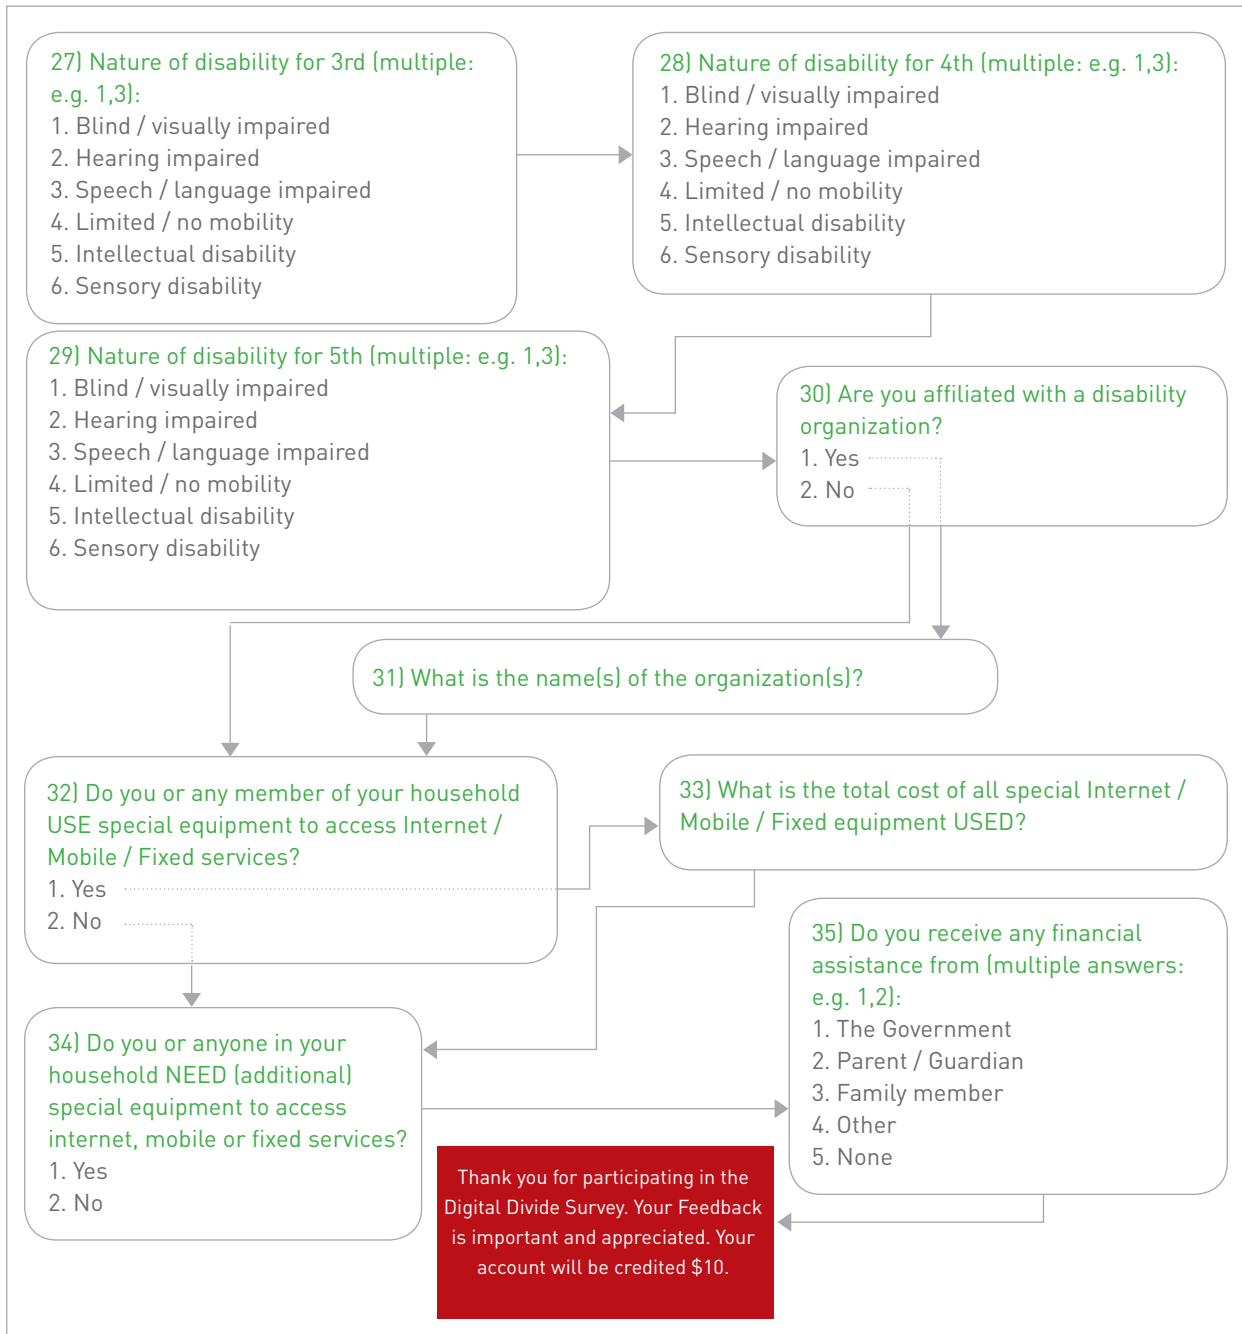 27) Nature of disability for 3rd (multiple:
e.g. 1,3):
1. Blind / visually impaired
2. Hearing impaired
3. Speech / language impaired
4. Limited / no mobility
5. Intellectual disability
6. Sensory disability
28) Nature of disability for 4th (multiple: e.g. 1,3):
1. Blind / visually impaired
2. Hearing impaired
3. Speech / language impaired
4. Limited / no mobility
5. Intellectual disability
6. Sensory disability
29) Nature of disability for 5th (multiple: e.g. 1,3):
1. Blind / visually impaired
2. Hearing impaired
3. Speech / language impaired
4. Limited / no mobility
5. Intellectual disability
6. Sensory disability
30) Are you affiliated with a disability
organization?
1. Yes
2. No
31) What is the name(s) of the organization(s)?
32) Do you or any member of your household
USE special equipment to access Internet /
Mobile / Fixed services?
1. Yes
2. No
33) What is the total cost of all special Internet /
Mobile / Fixed equipment USED?
34) Do you or anyone in your
household NEED (additional)
special equipment to access
internet, mobile or fixed services?
1. Yes
2. No
35) Do you receive any financial
assistance from (multiple answers:
e.g. 1,2):
1. The Government
2. Parent / Guardian
3. Family member
4. Other
5. None
Thank you for participating in the
Digital Divide Survey. Your Feedback
is important and appreciated. Your
account will be credited $10.